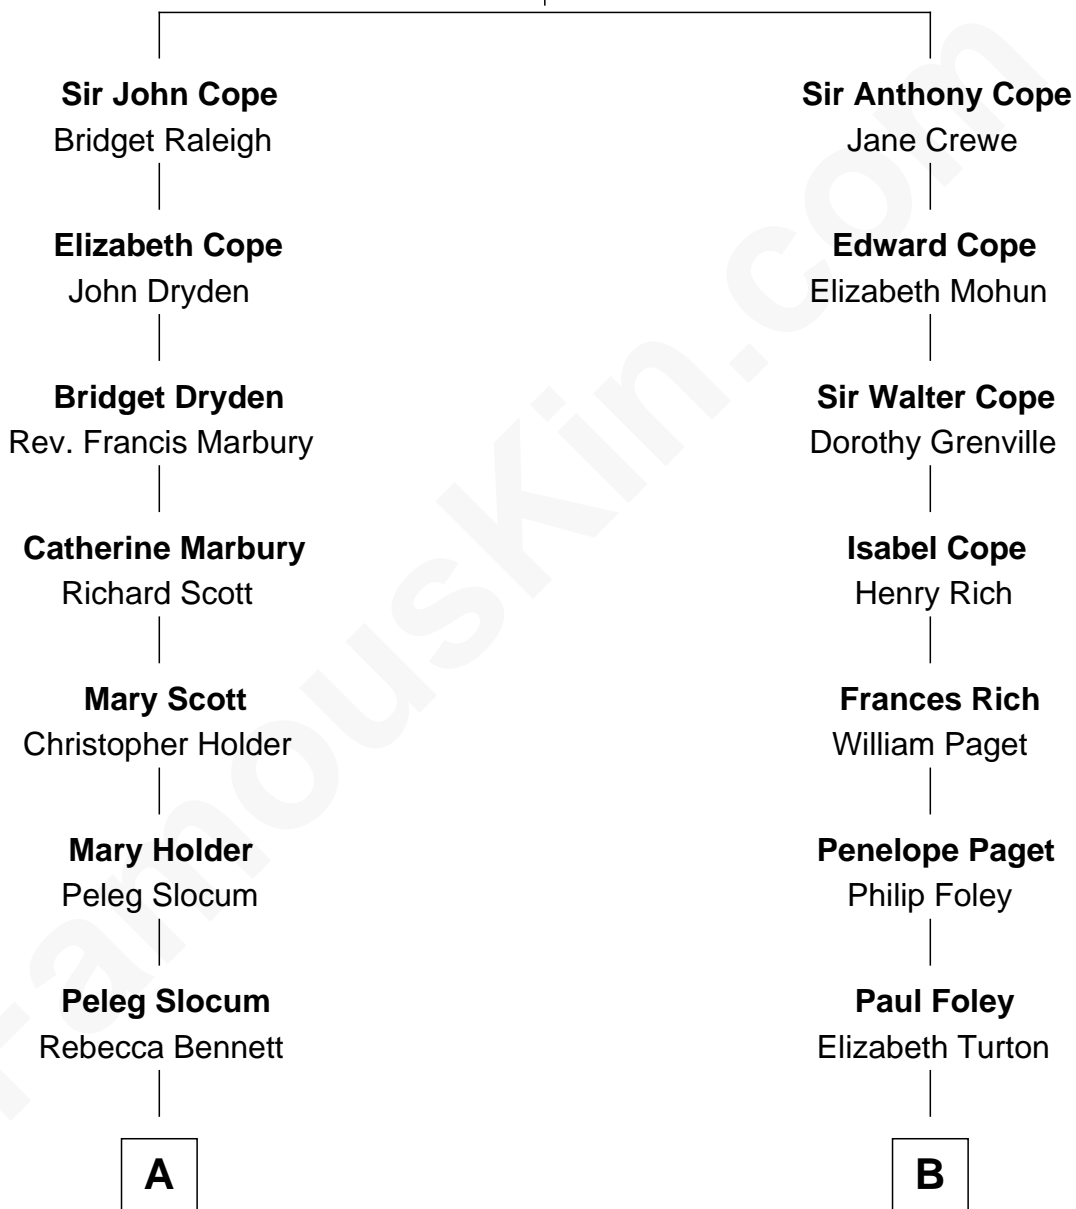 Sir John Cope
Bridget Raleigh
Elizabeth Cope
John Dryden
Bridget Dryden
Rev. Francis Marbury
Catherine Marbury
Richard Scott
Mary Scott
Christopher Holder
Mary Holder
Peleg Slocum
Peleg Slocum
Rebecca Bennett
A
Sir Anthony Cope
Jane Crewe
Edward Cope
Elizabeth Mohun
Sir Walter Cope
Dorothy Grenville
Isabel Cope
Henry Rich
Frances Rich
William Paget
Penelope Paget
Philip Foley
Paul Foley
Elizabeth Turton
B
FamousKin.com